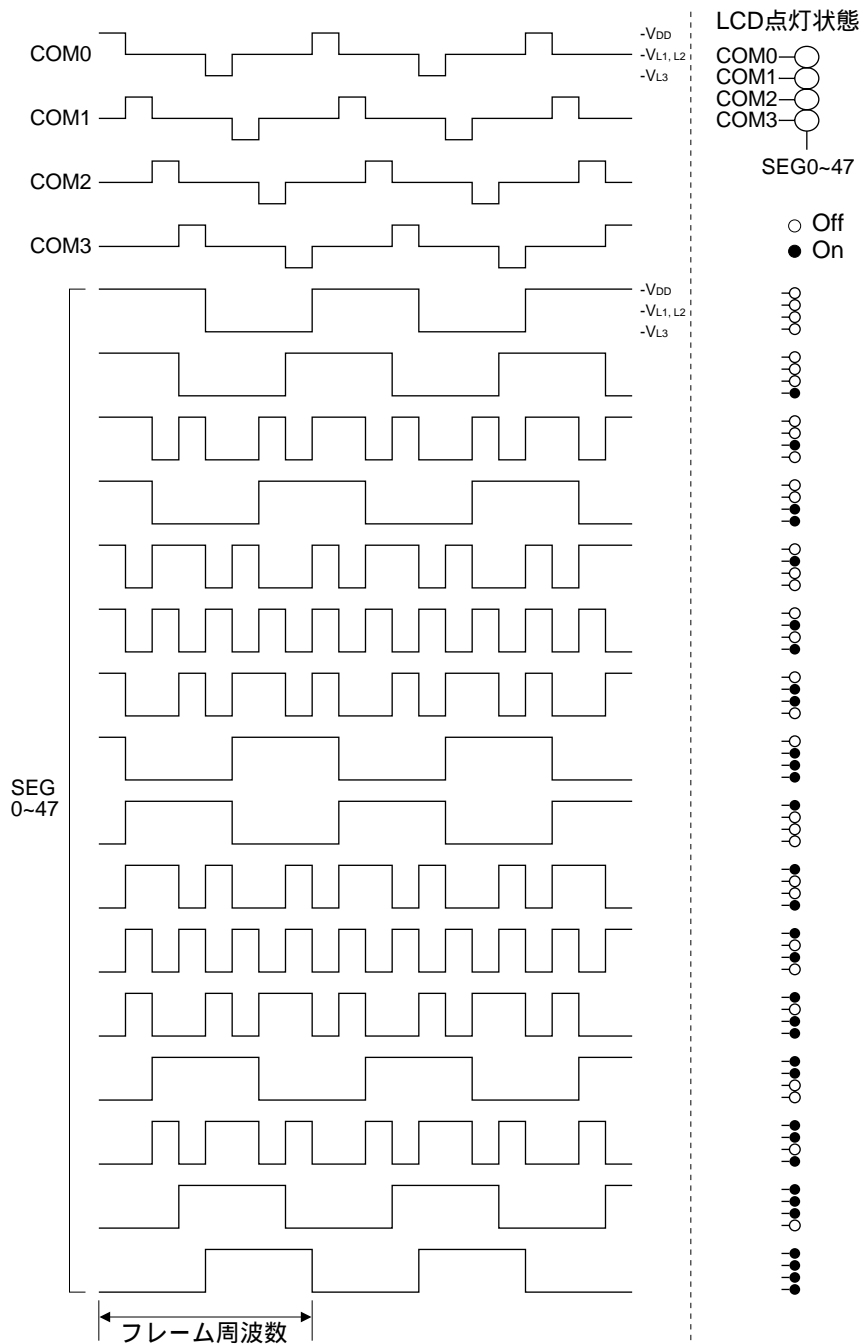 COM0
-VDD
-VL1, L2
-VL3
COM1
COM2
COM3
-VDD
-VL1, L2
-VL3
SEG
0~47
フレーム周波数
LCD点灯状態
COM0
COM1
COM2
COM3
SEG0~47
Off
On